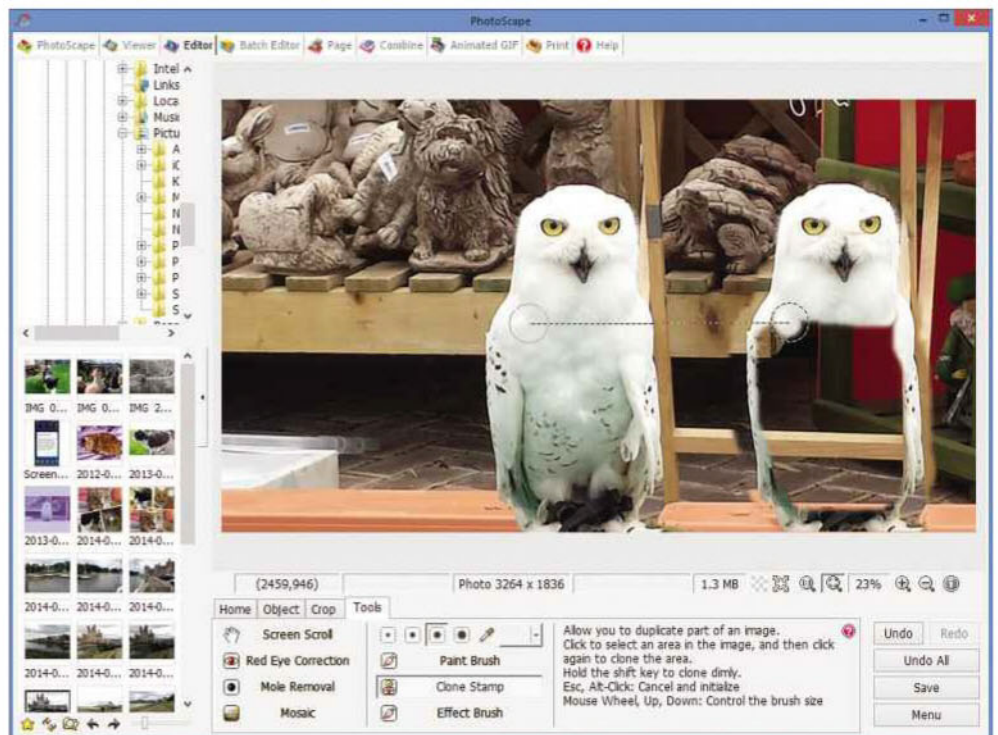 PhotoScape
PhotoScape Viewer Editor Batch Editor Page Combine Animated GIF Print Help
Intel
Links
Loca
Musi
Pictu
A
iC
K
M
N
N
P
P
P
S
S
IMG 0... IMG 0... IMG 2...
Screen... 2012-0... 2013-0...
2013-0... 2014-0... 2014-0...
2014-0... 2014-0... 2014-0...
2014-0... 2014-0... 2014-0...
(2459,946) Photo 3264 x 1836 1.3 MB 23%
Home Object Crop Tools
Screen Scroll
Red Eye Correction
Mole Removal
Mosaic
Paint Brush
Clone Stamp
Effect Brush
Allow you to duplicate part of an image.
Click to select an area in the image, and then click
again to clone the area.
Hold the shift key to clone dimly.
Esc, Alt-Click: Cancel and initialize
Mouse Wheel, Up, Down: Control the brush size
Undo Redo
Undo All
Save
Menu